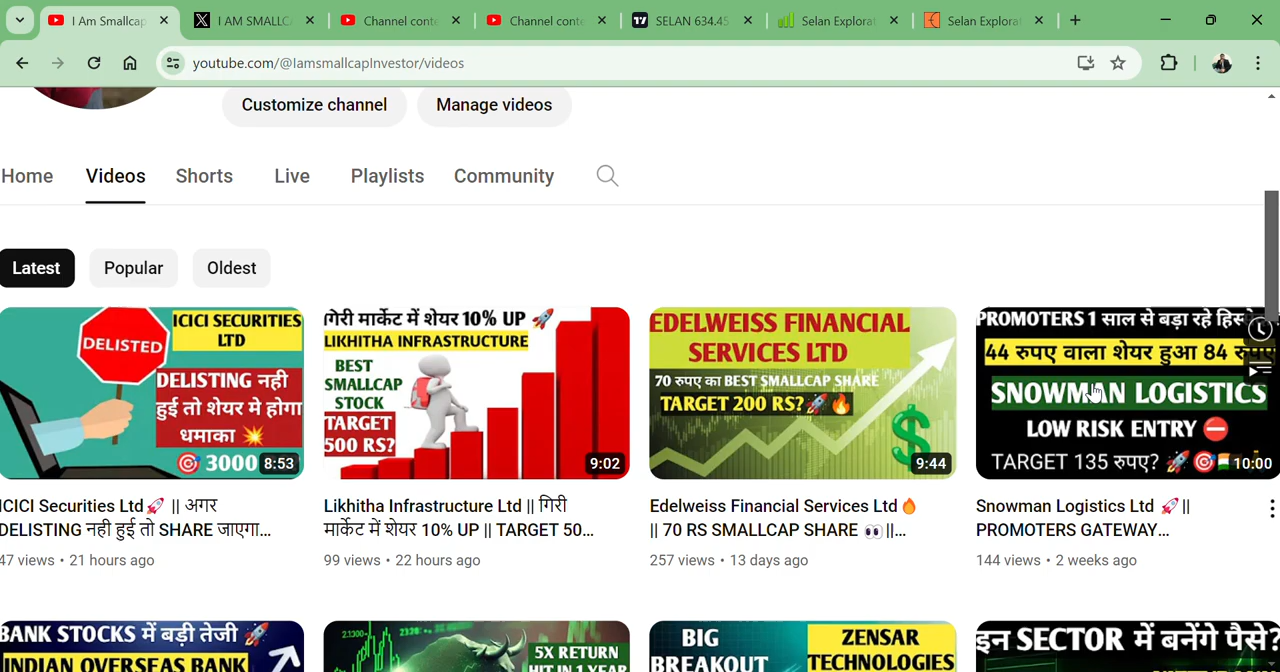 I Am Smallcap
I AM SMALLC
Channel conte
Channel conte
SELAN 634.45
Selan Explorat
Selan Explorat
youtube.com/@IamsmallcapInvestor/videos
Customize channel
Manage videos
Home
Videos
Shorts
Live
Playlists
Community
Latest
Popular
Oldest
ICICI SECURITIES
LTD
DELISTED
DELISTING नही
हुई तो शेयर मे होगा
धमाका
3000
8:53
गिरी मार्केट में शेयर 10% UP
LIKHITHA INFRASTRUCTURE
BEST
SMALLCAP
STOCK
TARGET
500 RS?
9:02
EDELWEISS FINANCIAL
SERVICES LTD
70 रुपए का BEST SMALLCAP SHARE
TARGET 200 RS?
9:44
PROMOTERS 1 साल से बड़ा रहे हिस्
44 रुपए वाला शेयर हुआ 84 रुपए
SNOWMAN LOGISTICS
LOW RISK ENTRY
TARGET 135 रुपए?
10:00
ICICI Securities Ltd🚀 || अगर
DELISTING नही हुई तो SHARE जाएगा...
47 views • 21 hours ago
Likhitha Infrastructure Ltd || गिरी
मार्केट में शेयर 10% UP || TARGET 50...
99 views • 22 hours ago
Edelweiss Financial Services Ltd🔥
|| 70 RS SMALLCAP SHARE 👀 ||...
257 views • 13 days ago
Snowman Logistics Ltd 🚀||
PROMOTERS GATEWAY...
144 views • 2 weeks ago
BANK STOCKS में बड़ी तेजी
INDIAN OVERSEAS BANK
5X RETURN
HIT IN 1 YEAR
BIG
BREAKOUT
ZENSAR
TECHNOLOGIES
इन SECTOR में बनेंगे पैसे?